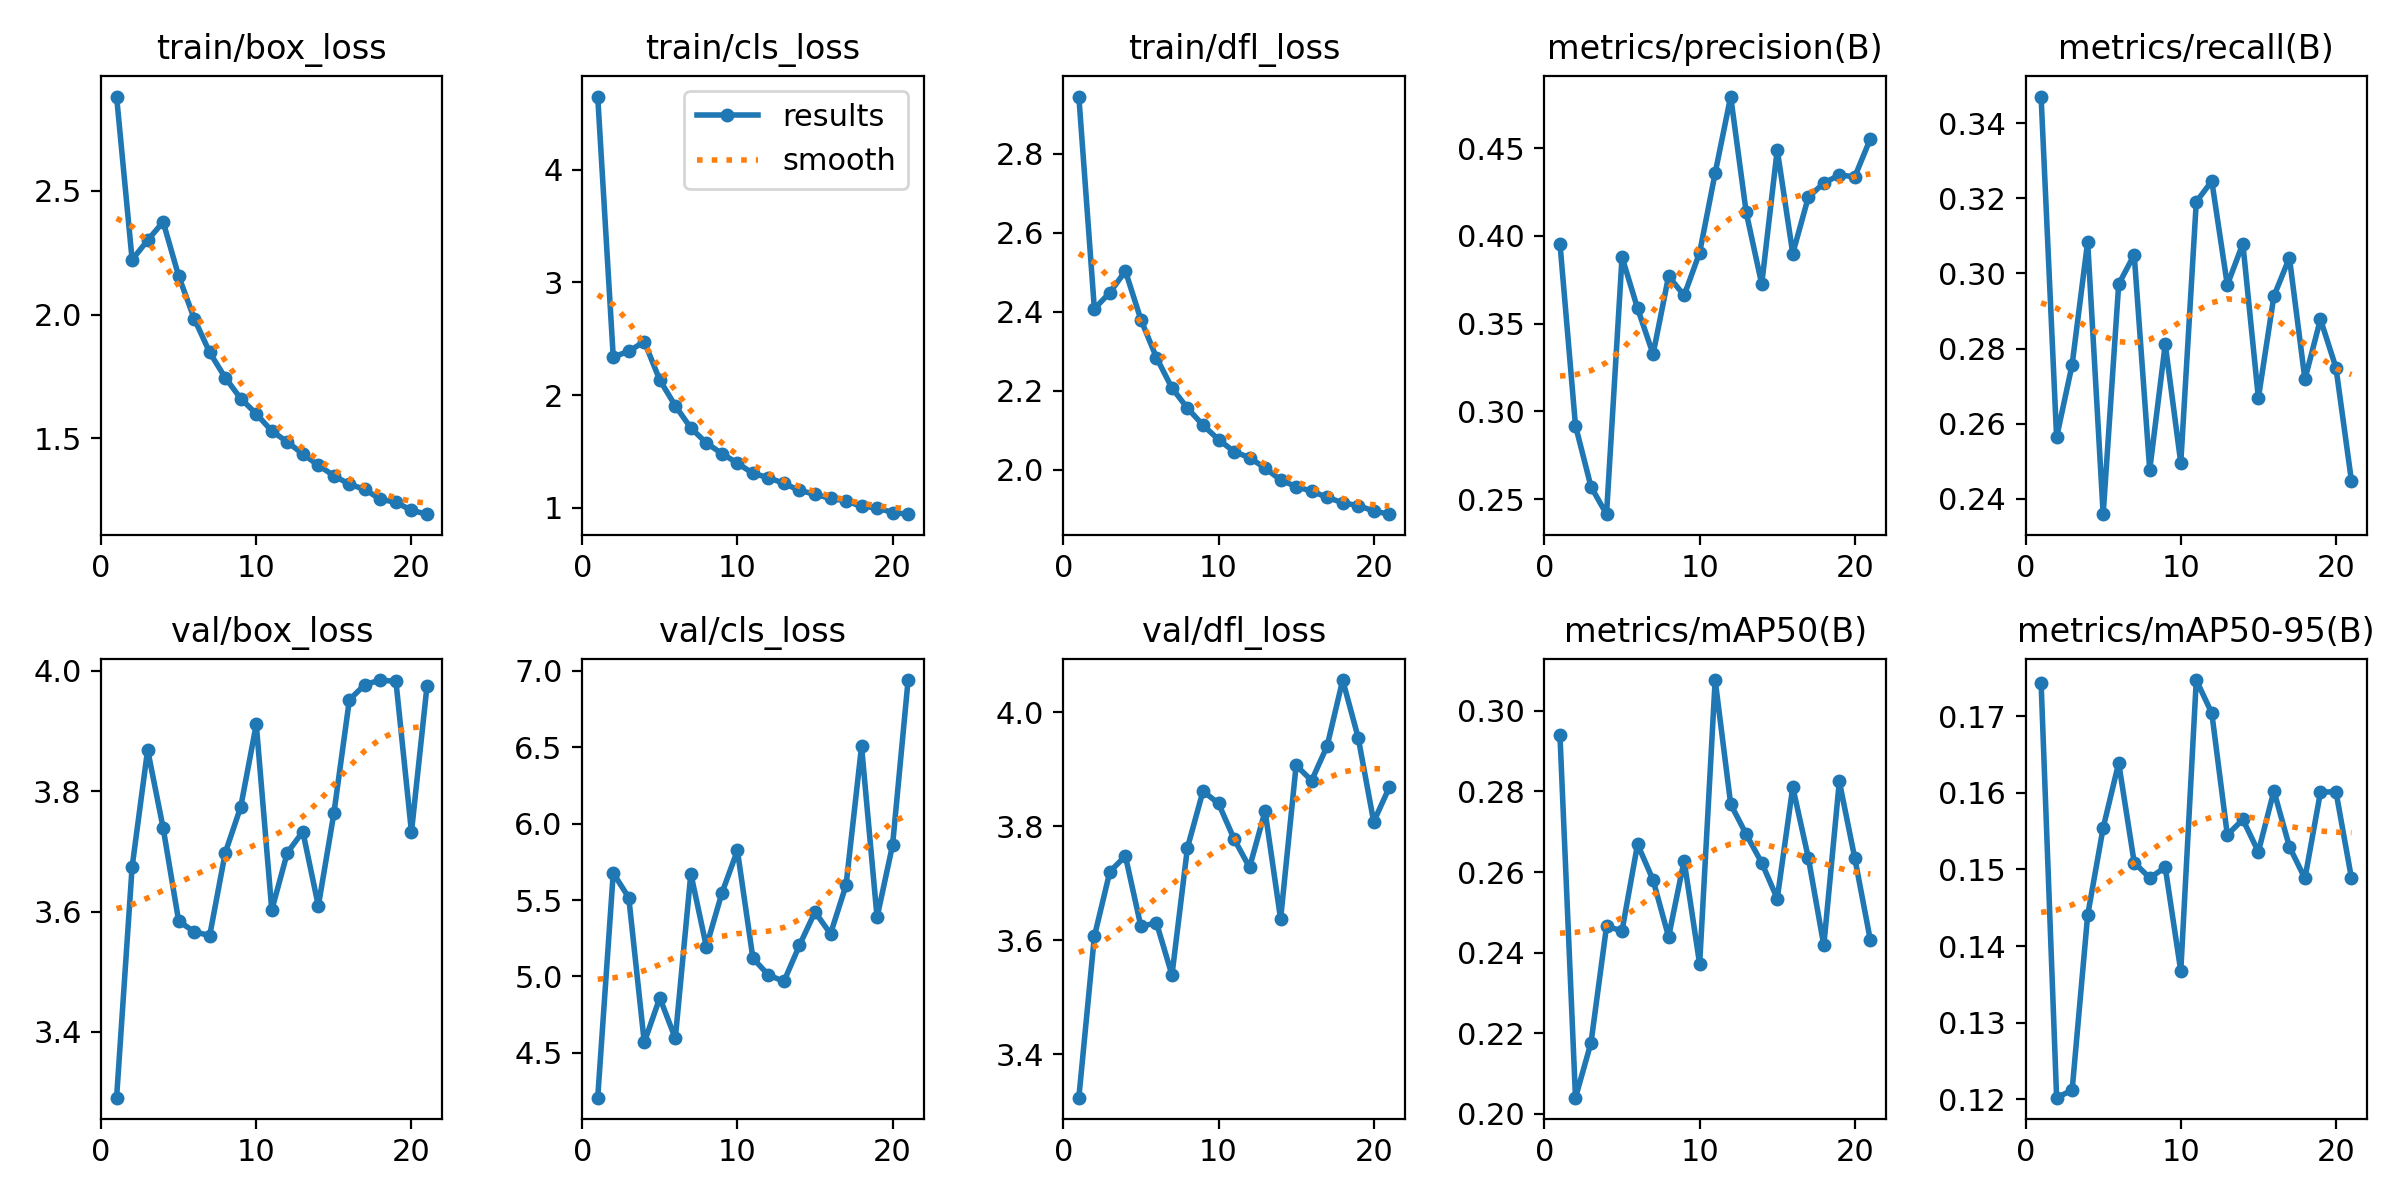 train/box_loss
train/cls_loss
train/dfl_loss
metrics/precision(B)
metrics/recall(B)
results
smooth
2.5
2.0
1.5
0 10 20
4
3
2
1
0 10 20
2.8
2.6
2.4
2.2
2.0
0 10 20
0.45
0.40
0.35
0.30
0.25
0 10 20
0.34
0.32
0.30
0.28
0.26
0.24
0 10 20
val/box_loss
val/cls_loss
val/dfl_loss
metrics/mAP50(B)
metrics/mAP50-95(B)
4.0
3.8
3.6
3.4
0 10 20
7.0
6.5
6.0
5.5
5.0
4.5
0 10 20
4.0
3.8
3.6
3.4
0 10 20
0.30
0.28
0.26
0.24
0.22
0.20
0 10 20
0.17
0.16
0.15
0.14
0.13
0.12
0 10 20